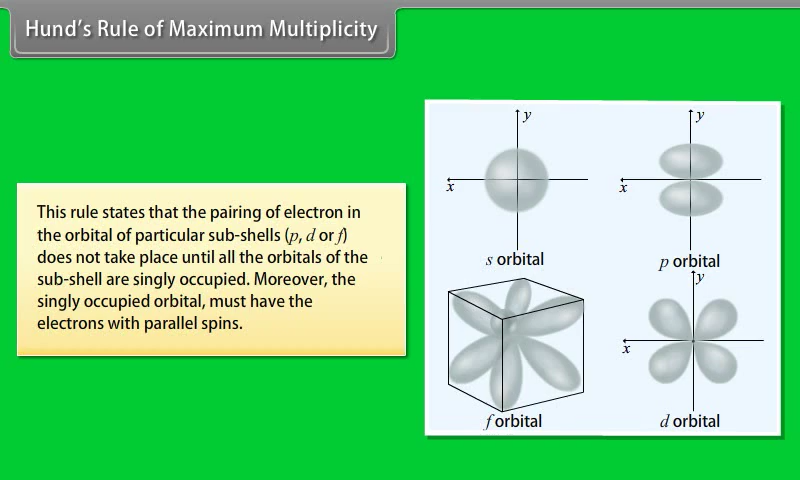 Hund's Rule of Maximum Multiplicity
This rule states that the pairing of electron in
the orbital of particular sub-shells (p, d or f)
does not take place until all the orbitals of the
sub-shell are singly occupied. Moreover, the
singly occupied orbital, must have the
electrons with parallel spins.
y
x
s orbital
y
x
p orbital
f orbital
y
x
d orbital